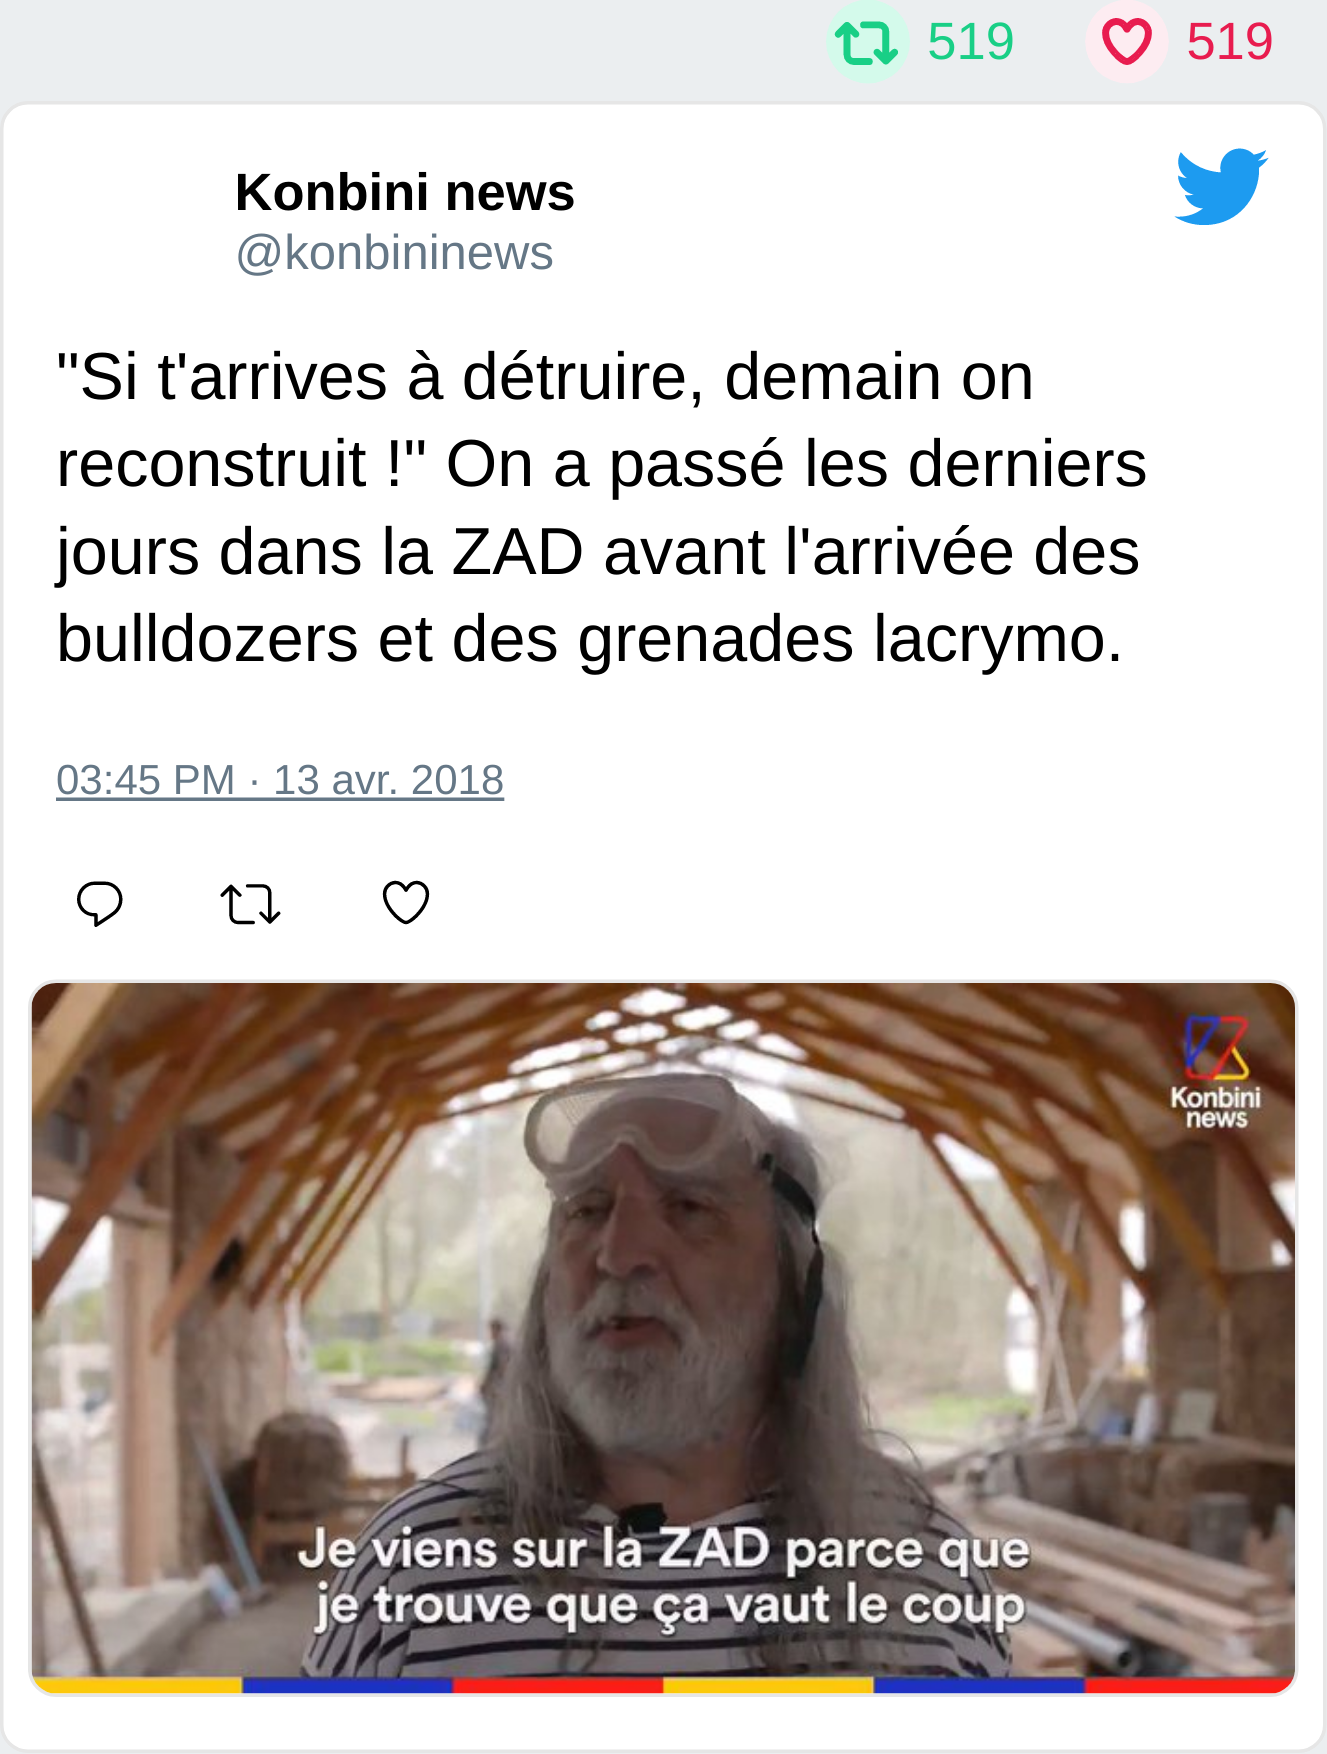 519 519
Konbini news
@konbininews
"Si t'arrives à détruire, demain on
reconstruit !" On a passé les derniers
jours dans la ZAD avant l'arrivée des
bulldozers et des grenades lacrymo.
03:45 PM · 13 avr. 2018
Konbini
news
Je viens sur la ZAD parce que
je trouve que ça vaut le coup